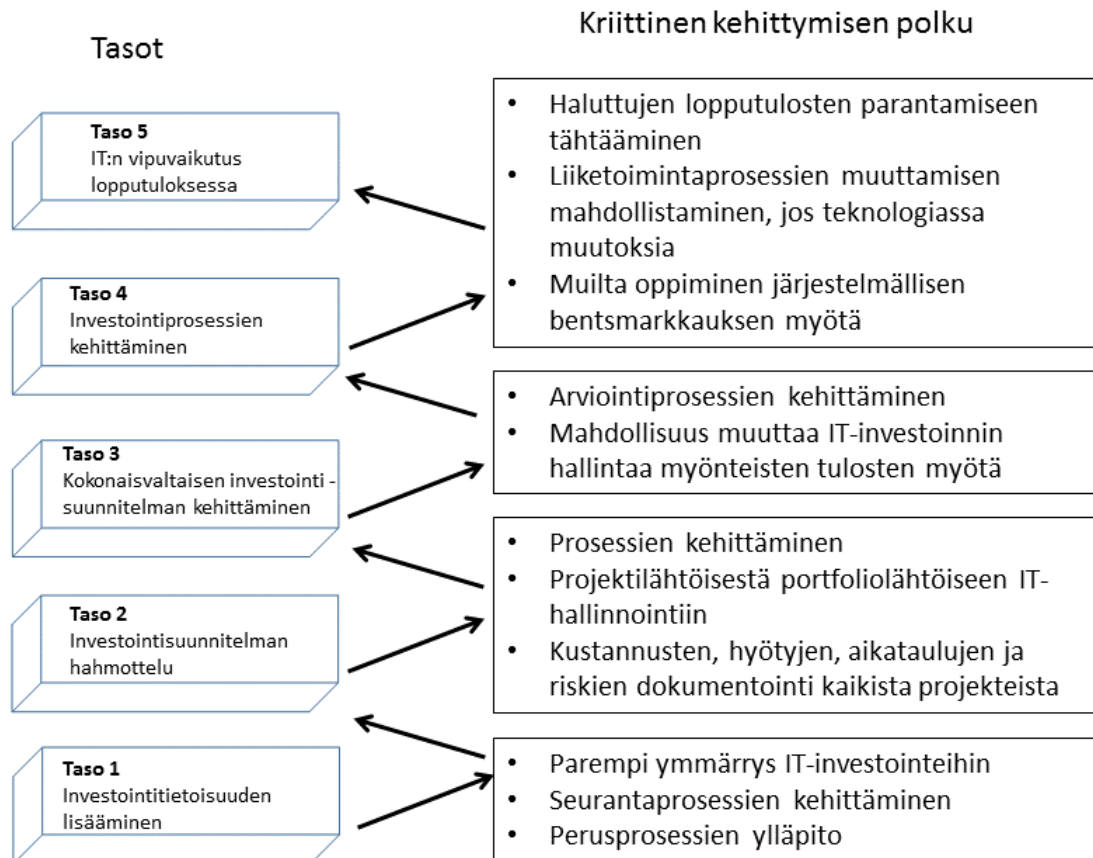 Tasot
Taso 5
IT:n vipuvaikutus
lopputuloksessa
Taso 4
Investointiprosessien
kehittäminen
Taso 3
Kokonaisvaltaisen investointi -
suunnitelman kehittäminen
Taso 2
Investointisuunnitelman
hahmottelu
Taso 1
Investointitietoisuuden
lisääminen
Kriittinen kehittymisen polku
• Haluttujen lopputulosten parantamiseen
tähtääminen
• Liiketoimintaprosessien muuttamisen
mahdollistaminen, jos teknologiassa
muutoksia
• Muilta oppiminen järjestelmällisen
bentsmarkkauksen myötä
• Arviointiprosessien kehittäminen
• Mahdollisuus muuttaa IT-investoinnin
hallintaa myönteisten tulosten myötä
• Prosessien kehittäminen
• Projektilähtöisestä portfoliolähtöiseen IT-
hallinnointiin
• Kustannusten, hyötyjen, aikataulujen ja
riskien dokumentointi kaikista projekteista
• Parempi ymmärrys IT-investointeihin
• Seurantaprosessien kehittäminen
• Perusprosessien ylläpito